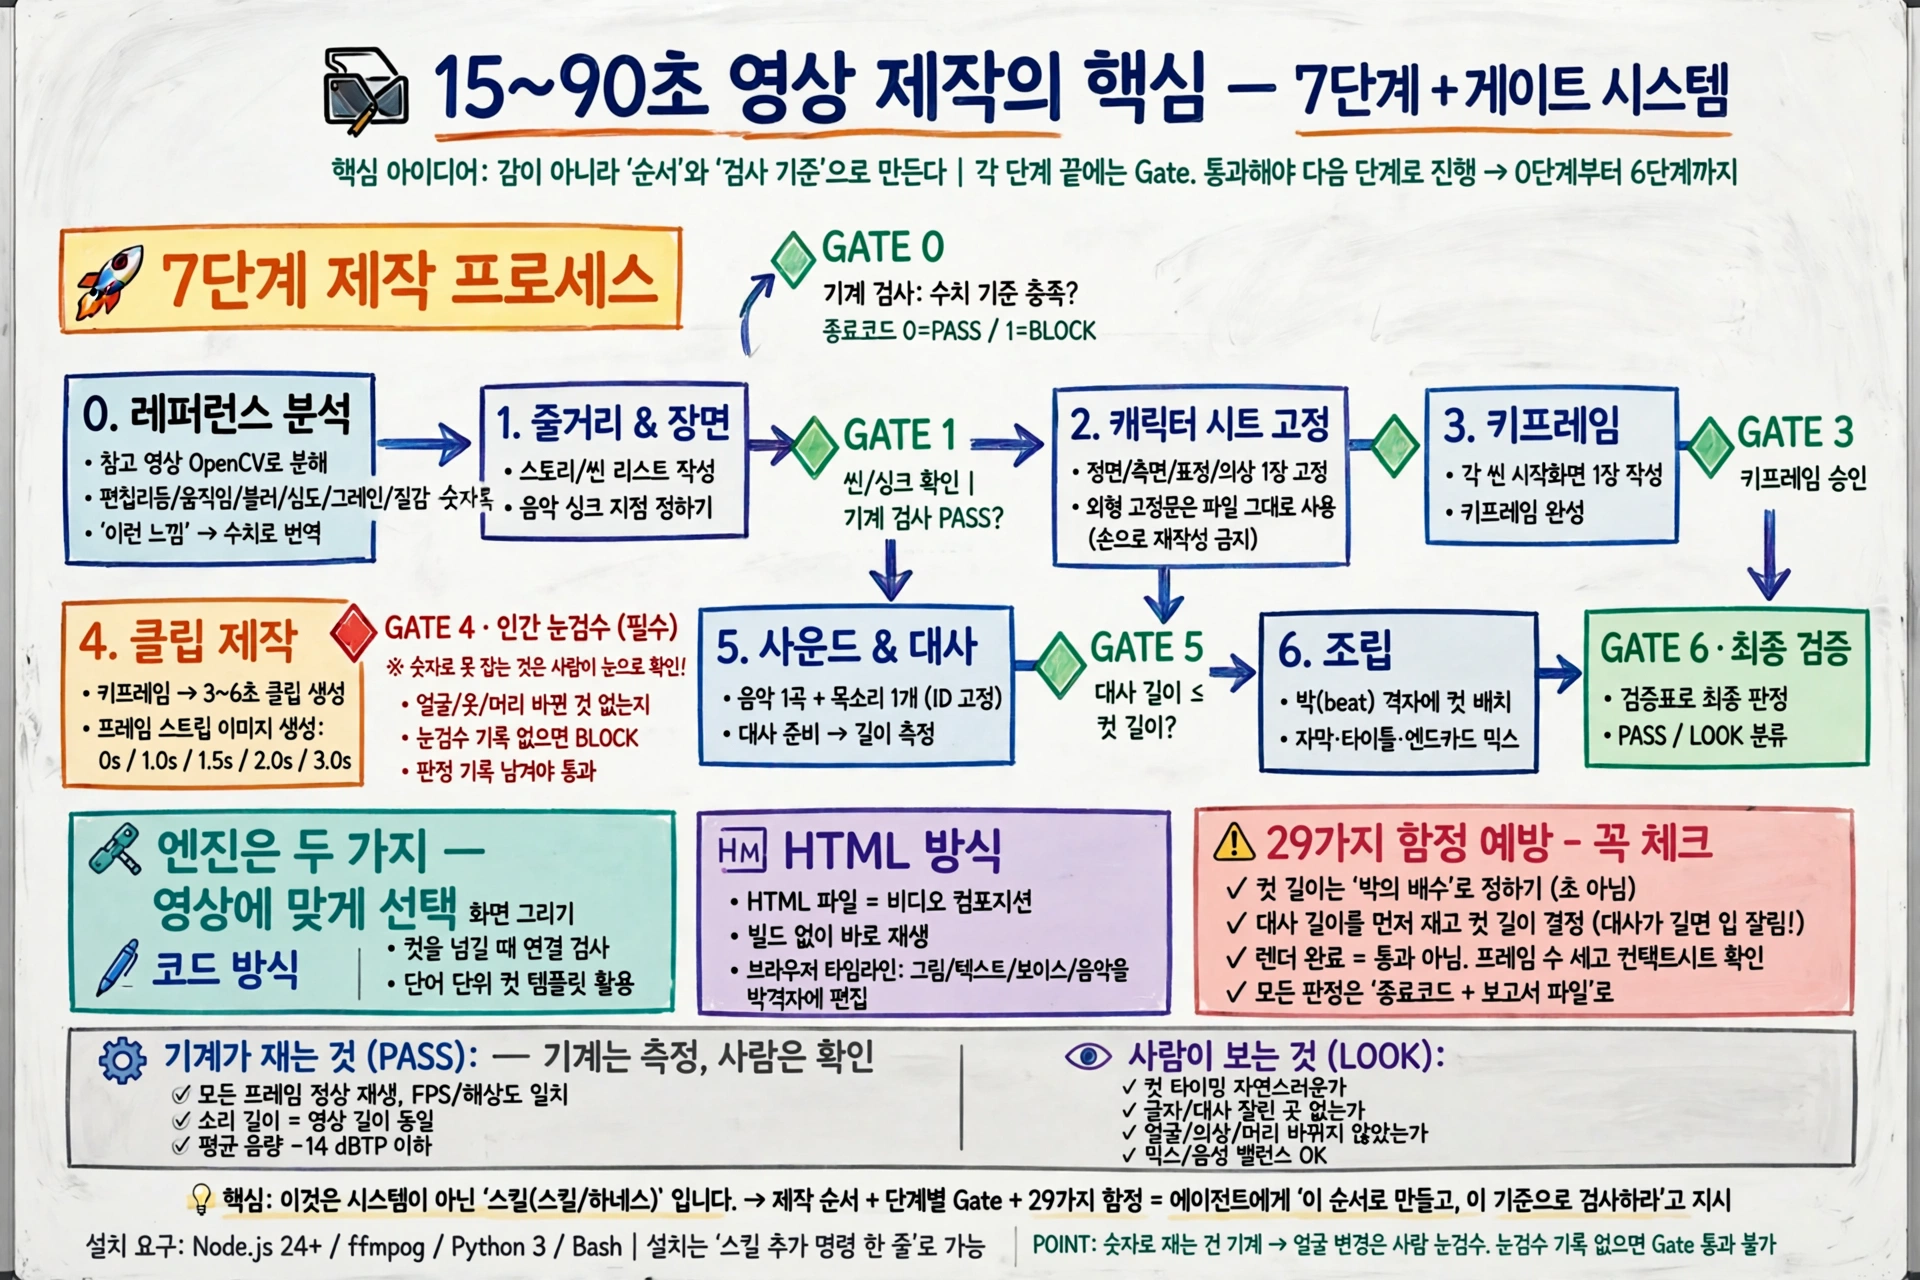 15~90초 영상 제작의 핵심 – 7단계 + 게이트 시스템
핵심 아이디어: 감이 아니라 '순서'와 '검사 기준'으로 만든다 | 각 단계 끝에는 Gate. 통과해야 다음 단계로 진행 → 0단계부터 6단계까지
7단계 제작 프로세스
GATE 0
기계 검사: 수치 기준 충족?
종료코드 0=PASS / 1=BLOCK
0. 레퍼런스 분석
• 참고 영상 OpenCV로 분해
• 편칩리듬/움직임/블러/심도/그레인/질감 숫자록
• '이런 느낌' → 수치로 번역
1. 줄거리 & 장면
• 스토리/씬 리스트 작성
• 음악 싱크 지점 정하기
GATE 1
씬/싱크 확인 |
기계 검사 PASS?
2. 캐릭터 시트 고정
• 정면/측면/표정/의상 1장 고정
• 외형 고정문은 파일 그대로 사용
(손으로 재작성 금지)
3. 키프레임
• 각 씬 시작화면 1장 작성
• 키프레임 완성
GATE 3
키프레임 승인
4. 클립 제작
• 키프레임 → 3~6초 클립 생성
• 프레임 스트립 이미지 생성:
0s / 1.0s / 1.5s / 2.0s / 3.0s
GATE 4 · 인간 눈검수 (필수)
※ 숫자로 못 잡는 것은 사람이 눈으로 확인!
• 얼굴/옷/머리 바뀐 것 없는지
• 눈검수 기록 없으면 BLOCK
• 판정 기록 남겨야 통과
5. 사운드 & 대사
• 음악 1곡 + 목소리 1개 (ID 고정)
• 대사 준비 → 길이 측정
GATE 5
대사 길이 ≤
컷 길이?
6. 조립
• 박(beat) 격자에 컷 배치
• 자막·타이틀·엔드카드 믹스
GATE 6 · 최종 검증
• 검증표로 최종 판정
• PASS / LOOK 분류
엔진은 두 가지 –
영상에 맞게 선택 화면 그리기
코드 방식
• 컷을 넘길 때 연결 검사
• 단어 단위 컷 템플릿 활용
HM HTML 방식
• HTML 파일 = 비디오 컴포지션
• 빌드 없이 바로 재생
• 브라우저 타임라인: 그림/텍스트/보이스/음악을
박격자에 편집
29가지 함정 예방 - 꼭 체크
✓ 컷 길이는 '박의 배수'로 정하기 (초 아님)
✓ 대사 길이를 먼저 재고 컷 길이 결정 (대사가 길면 입 잘림!)
✓ 렌더 완료 = 통과 아님. 프레임 수 세고 컨택트시트 확인
✓ 모든 판정은 '종료코드 + 보고서 파일'로
기계가 재는 것 (PASS): — 기계는 측정, 사람은 확인
✓ 모든 프레임 정상 재생, FPS/해상도 일치
✓ 소리 길이 = 영상 길이 동일
✓ 평균 음량 -14 dBTP 이하
사람이 보는 것 (LOOK):
✓ 컷 타이밍 자연스러운가
✓ 글자/대사 잘린 곳 없는가
✓ 얼굴/의상/머리 바뀌지 않았는가
✓ 믹스/음성 밸런스 OK
핵심: 이것은 시스템이 아닌 '스킬(스킬/하네스)' 입니다. → 제작 순서 + 단계별 Gate + 29가지 함정 = 에이전트에게 '이 순서로 만들고, 이 기준으로 검사하라'고 지시
설치 요구: Node.js 24+ / ffmpog / Python 3 / Bash | 설치는 '스킬 추가 명령 한 줄'로 가능
POINT: 숫자로 재는 건 기계 → 얼굴 변경은 사람 눈검수. 눈검수 기록 없으면 Gate 통과 불가